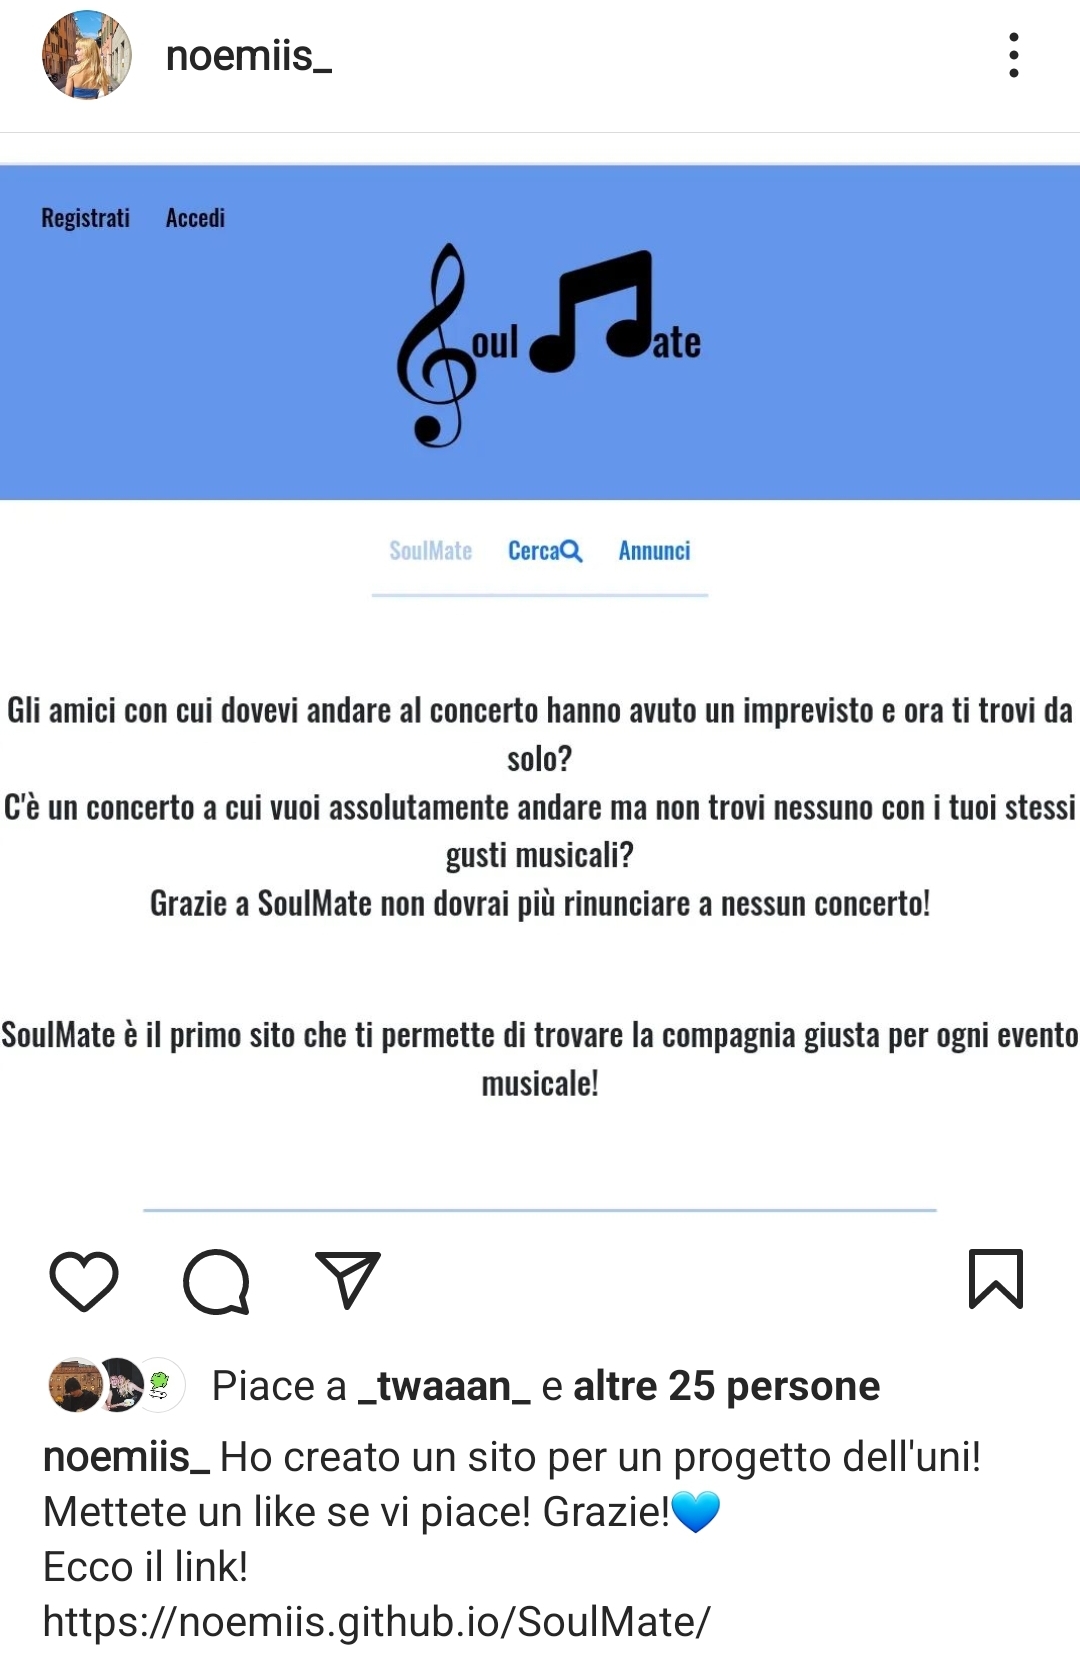 noemiis_
Registrati Accedi
oul ate
SoulMate Cerca Annunci
Gli amici con cui dovevi andare al concerto hanno avuto un imprevisto e ora ti trovi da
solo?
C'è un concerto a cui vuoi assolutamente andare ma non trovi nessuno con i tuoi stessi
gusti musicali?
Grazie a SoulMate non dovrai più rinunciare a nessun concerto!
SoulMate è il primo sito che ti permette di trovare la compagnia giusta per ogni evento
musicale!
Piace a _twaaan_ e altre 25 persone
noemiis_ Ho creato un sito per un progetto dell'uni!
Mettete un like se vi piace! Grazie!💙
Ecco il link!
https://noemiis.github.io/SoulMate/